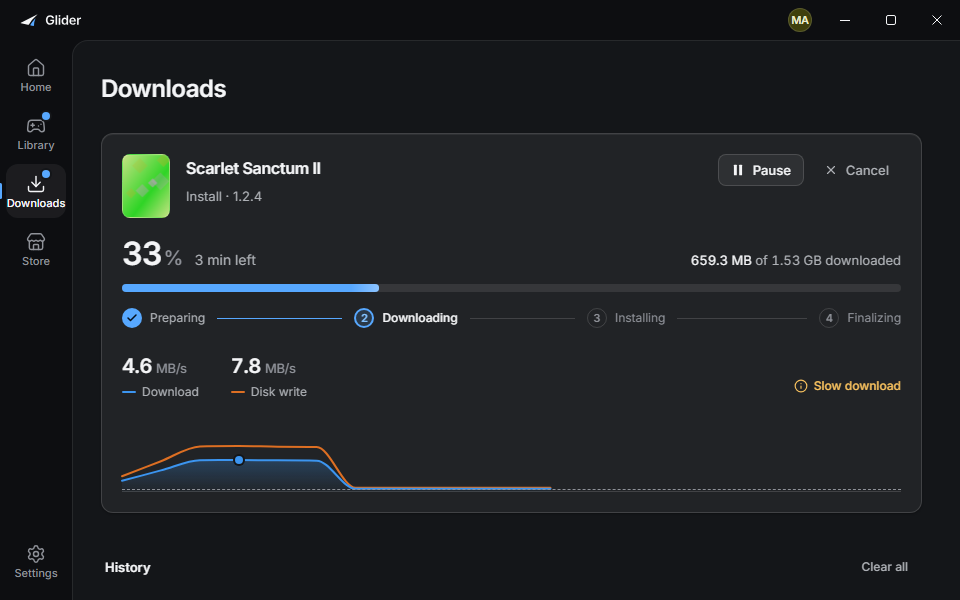 Glider
MA
Home
Library
Downloads
Store
Settings
Downloads
Scarlet Sanctum II
Install · 1.2.4
Pause
Cancel
33% 3 min left
659.3 MB of 1.53 GB downloaded
Preparing
2 Downloading
3 Installing
4 Finalizing
4.6 MB/s
Download
7.8 MB/s
Disk write
Slow download
History
Clear all